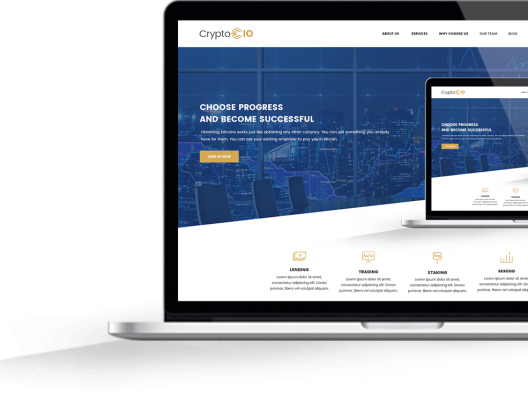 CryptoCIO
ABOUT US SERVICES WHY CHOOSE US OUR TEAM BLOG
CHOOSE PROGRESS
AND BECOME SUCCESSFUL
Obtaining bitcoins works just like obtaining any other currency. You can sell something you already
have for them. You can ask your existing employer to pay you in bitcoin.
JOIN US NOW
CryptoCIO
CHOOSE PROGRESS
AND BECOME SUCCESSFUL
LENDING
Lorem ipsum dolor sit amet,
consectetur adipiscing elit. Donec
pulvinar, libero vel volutpat aliquam.
TRADING
Lorem ipsum dolor sit amet,
consectetur adipiscing elit. Donec
pulvinar, libero vel volutpat aliquam.
STAKING
Lorem ipsum dolor sit amet,
consectetur adipiscing elit. Donec
pulvinar, libero vel volutpat aliquam.
MINING
Lorem ipsum dolor sit
consectetur adipiscing elit.
pulvinar, libero vel volutpat